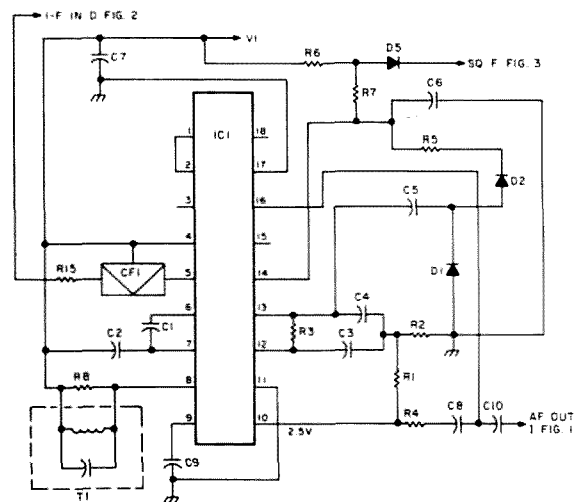 I-F IN D FIG. 2
V1
C7
R6
D5
SQ F FIG. 3
R7
C6
R5
D2
C5
IC1
1
2
3
4
5
6
7
8
9
18
17
16
15
14
13
12
11
10
R15
CF1
C1
C2
R8
T1
C9
R3
C4
C3
R2
D1
R1
2.5V
R4
C8
C10
AF OUT
I FIG. 1